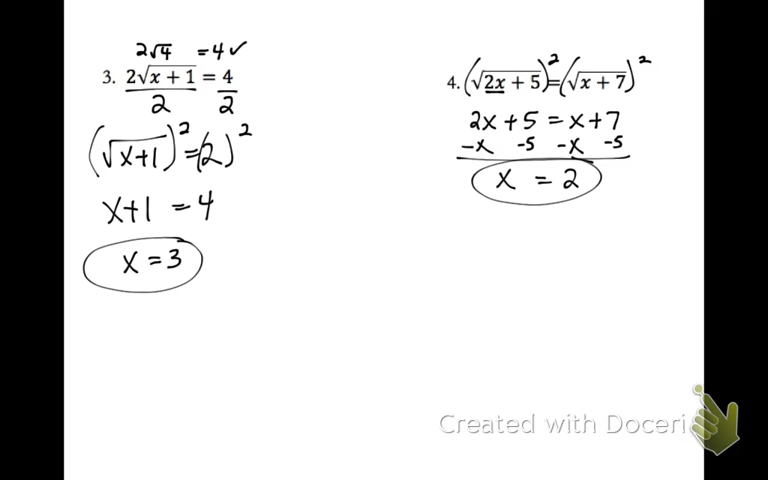 2√4 = 4 ✓
3. 2√x + 1 = 4
2 2
(√x+1)² = (2)²
x+1 = 4
x = 3
4. (√2x + 5)² = (√x + 7)²
2x + 5 = x + 7
-x -5 -x -5
x = 2
Created with Doceri